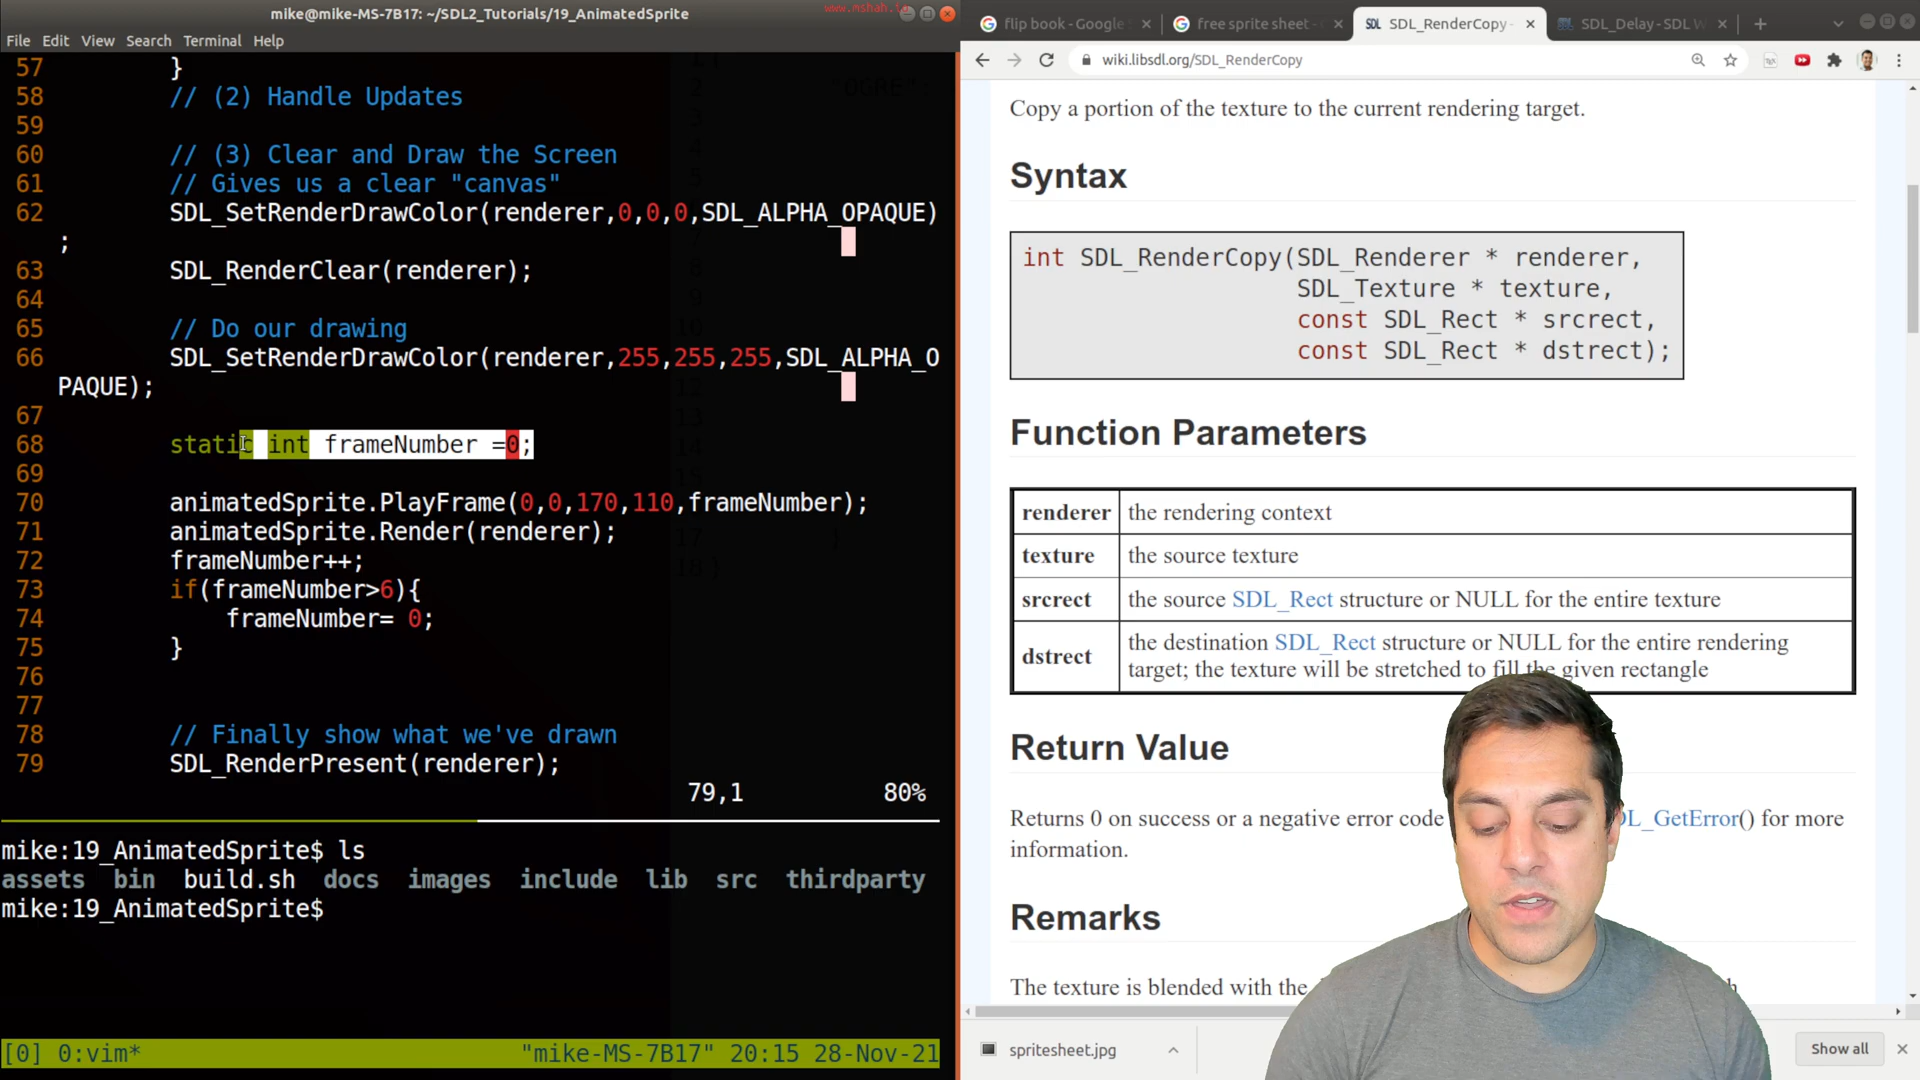 mike@mike-MS-7B17: ~/SDL2_Tutorials/19_AnimatedSprite
File Edit View Search Terminal Help
57 }
58 // (2) Handle Updates
59
60 // (3) Clear and Draw the Screen
61 // Gives us a clear "canvas"
62 SDL_SetRenderDrawColor(renderer,0,0,0,SDL_ALPHA_OPAQUE)
;
63 SDL_RenderClear(renderer);
64
65 // Do our drawing
66 SDL_SetRenderDrawColor(renderer,255,255,255,SDL_ALPHA_O
PAQUE);
67
68 static int frameNumber =0;
69
70 animatedSprite.PlayFrame(0,0,170,110,frameNumber);
71 animatedSprite.Render(renderer);
72 frameNumber++;
73 if(frameNumber>6){
74 frameNumber= 0;
75 }
76
77
78 // Finally show what we've drawn
79 SDL_RenderPresent(renderer);
79,1 80%
mike:19_AnimatedSprite$ ls
assets bin build.sh docs images include lib src thirdparty
mike:19_AnimatedSprite$
[0] 0:vim* "mike-MS-7B17" 20:15 28-Nov-21
flip book - Google free sprite sheet - SDL_RenderCopy - SDL_Delay - SDL W
wiki.libsdl.org/SDL_RenderCopy
Copy a portion of the texture to the current rendering target.
Syntax
int SDL_RenderCopy(SDL_Renderer * renderer,
SDL_Texture * texture,
const SDL_Rect * srcrect,
const SDL_Rect * dstrect);
Function Parameters
renderer the rendering context
texture the source texture
srcrect the source SDL_Rect structure or NULL for the entire texture
dstrect the destination SDL_Rect structure or NULL for the entire rendering
target; the texture will be stretched to fill the given rectangle
Return Value
Returns 0 on success or a negative error code DL_GetError() for more
information.
Remarks
The texture is blended with the
spritesheet.jpg
Show all